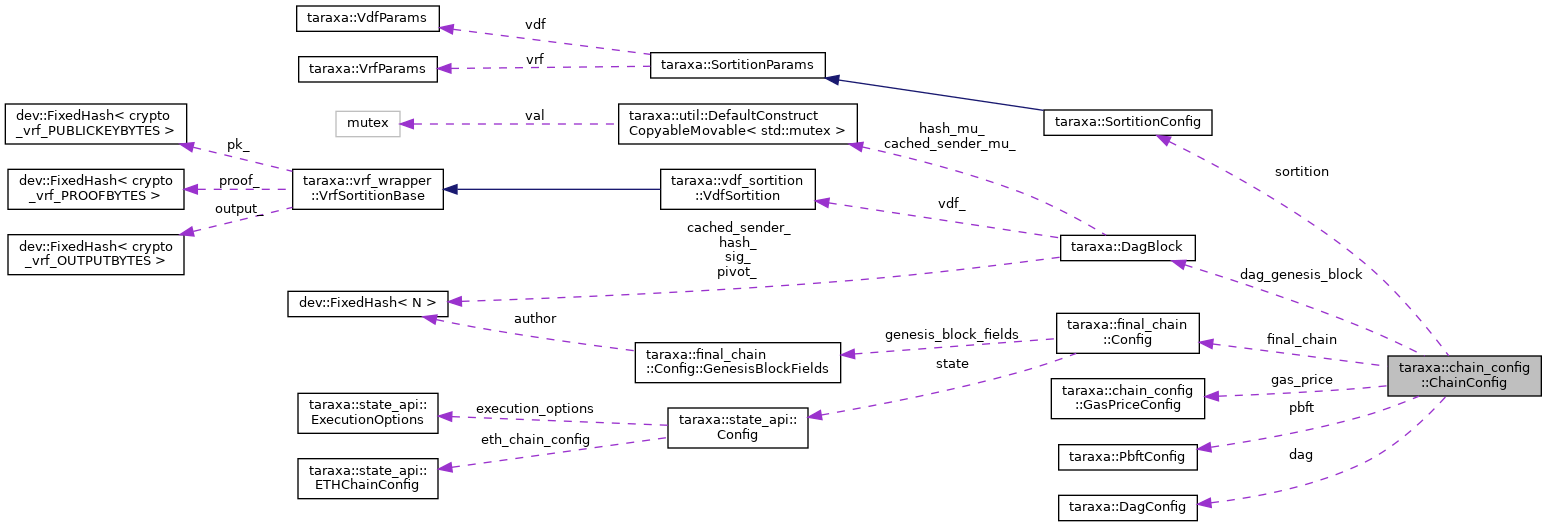 taraxa::VdfParams
vdf
taraxa::VrfParams
vrf
taraxa::SortitionParams
dev::FixedHash< crypto
_vrf_PUBLICKEYBYTES >
mutex
val
taraxa::util::DefaultConstruct
CopyableMovable< std::mutex >
hash_mu_
cached_sender_mu_
taraxa::SortitionConfig
pk_
sortition
dev::FixedHash< crypto
_vrf_PROOFBYTES >
proof_
taraxa::vrf_wrapper
::VrfSortitionBase
taraxa::vdf_sortition
::VdfSortition
vdf_
output_
dev::FixedHash< crypto
_vrf_OUTPUTBYTES >
cached_sender_
hash_
sig_
pivot_
taraxa::DagBlock
dag_genesis_block
dev::FixedHash< N >
author
taraxa::final_chain
::Config::GenesisBlockFields
genesis_block_fields
taraxa::final_chain
::Config
final_chain
state
taraxa::chain_config
::ChainConfig
gas_price
taraxa::chain_config
::GasPriceConfig
taraxa::state_api::
ExecutionOptions
execution_options
taraxa::state_api::
Config
pbft
eth_chain_config
taraxa::PbftConfig
taraxa::state_api::
ETHChainConfig
dag
taraxa::DagConfig